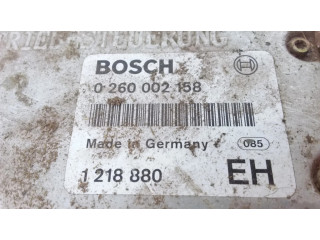 BOSCH
0 260 002 158
Made in Germany
085
1 218 880 EH